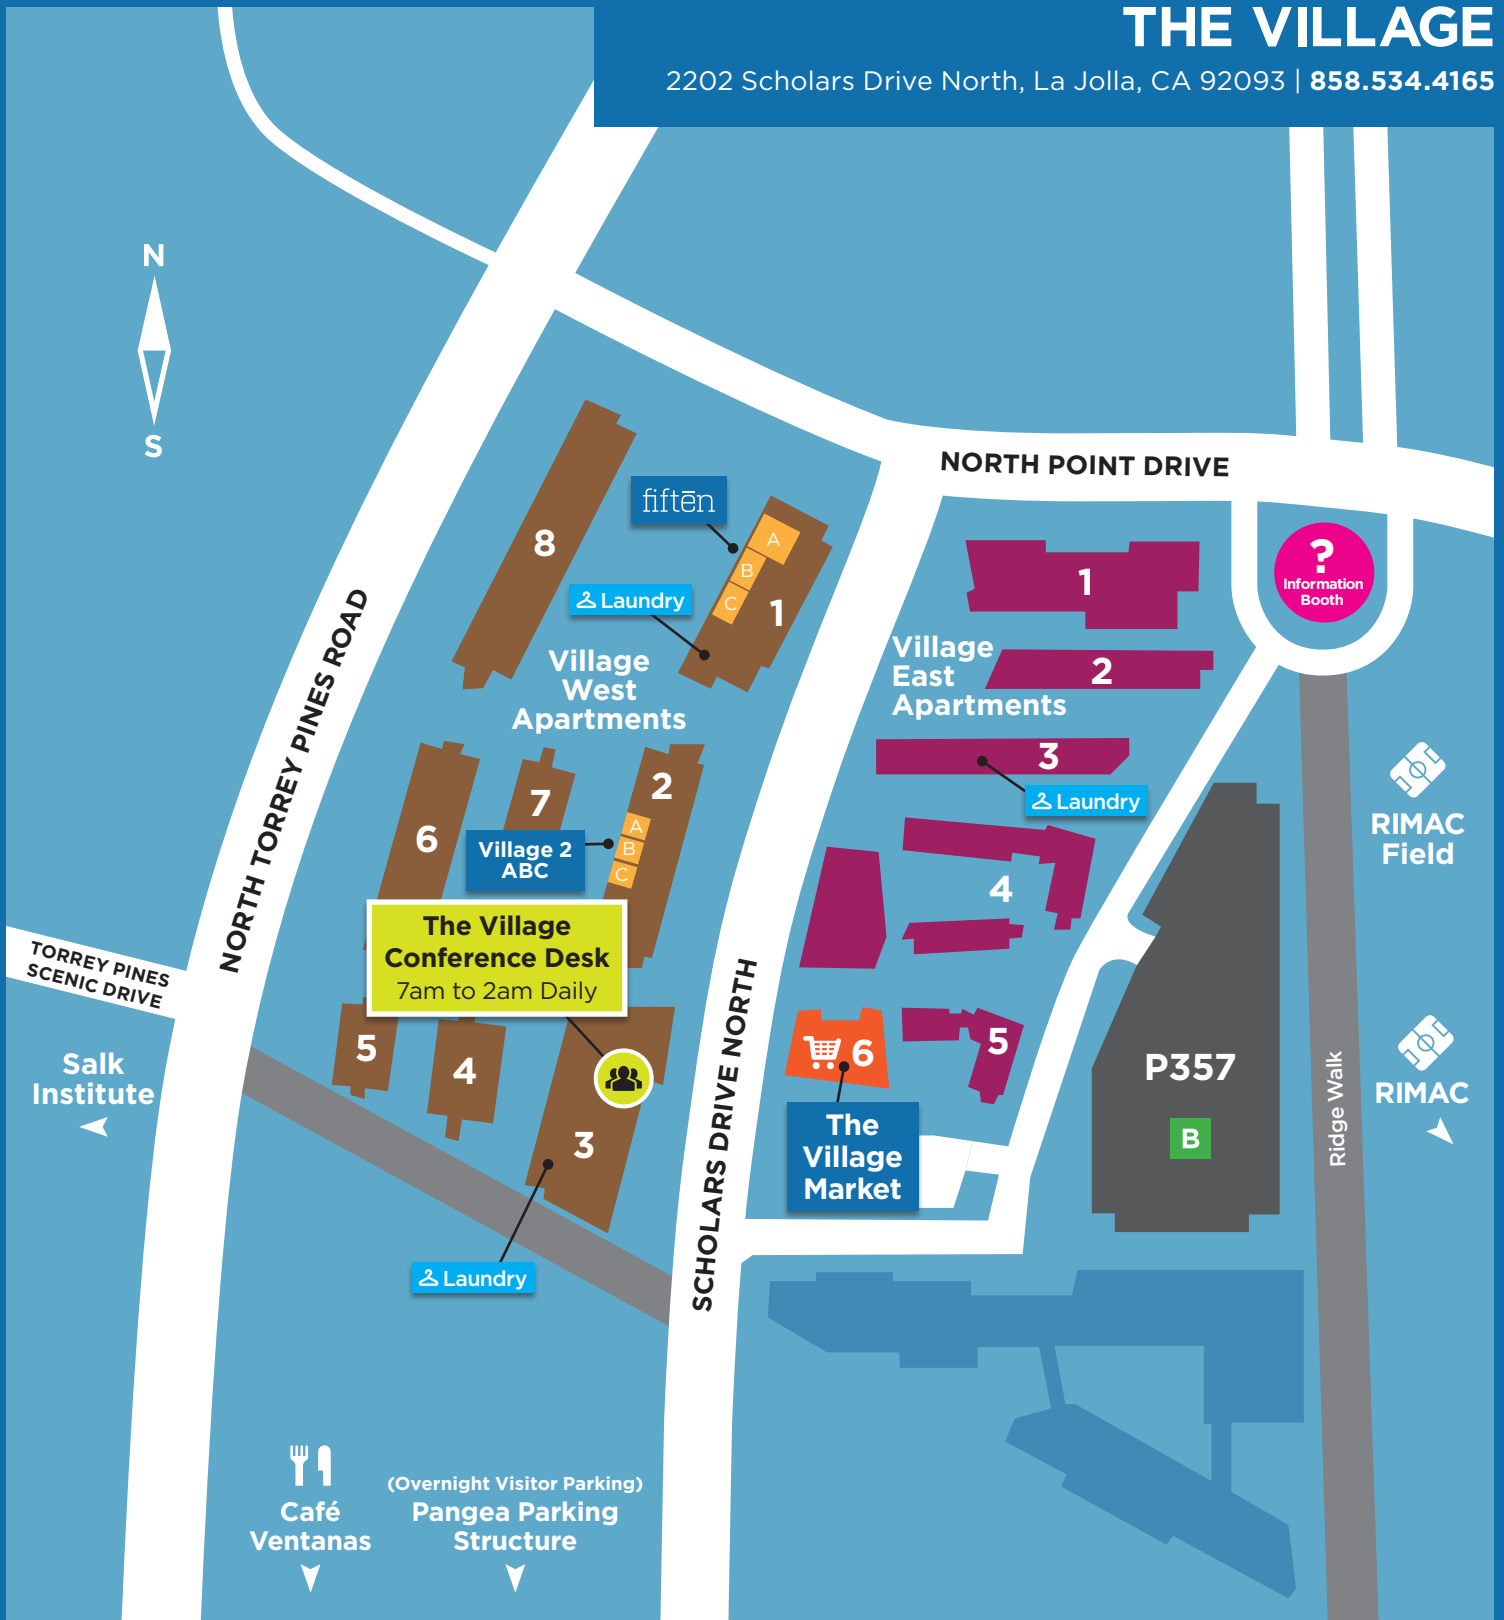 THE VILLAGE
2202 Scholars Drive North, La Jolla, CA 92093 | 858.534.4165
N
S
NORTH POINT DRIVE
NORTH TORREY PINES ROAD
SCHOLARS DRIVE NORTH
TORREY PINES
SCENIC DRIVE
Ridge Walk
8
fiftēn
A
B
C
1
Laundry
Village
West
Apartments
?
Information
Booth
1
Village
East
Apartments
2
3
Laundry
RIMAC
Field
6
7
2
A
B
C
Village 2
ABC
4
The Village
Conference Desk
7am to 2am Daily
5
4
3
Laundry
6
5
The
Village
Market
P357
B
RIMAC
Salk
Institute
Café
Ventanas
(Overnight Visitor Parking)
Pangea Parking
Structure